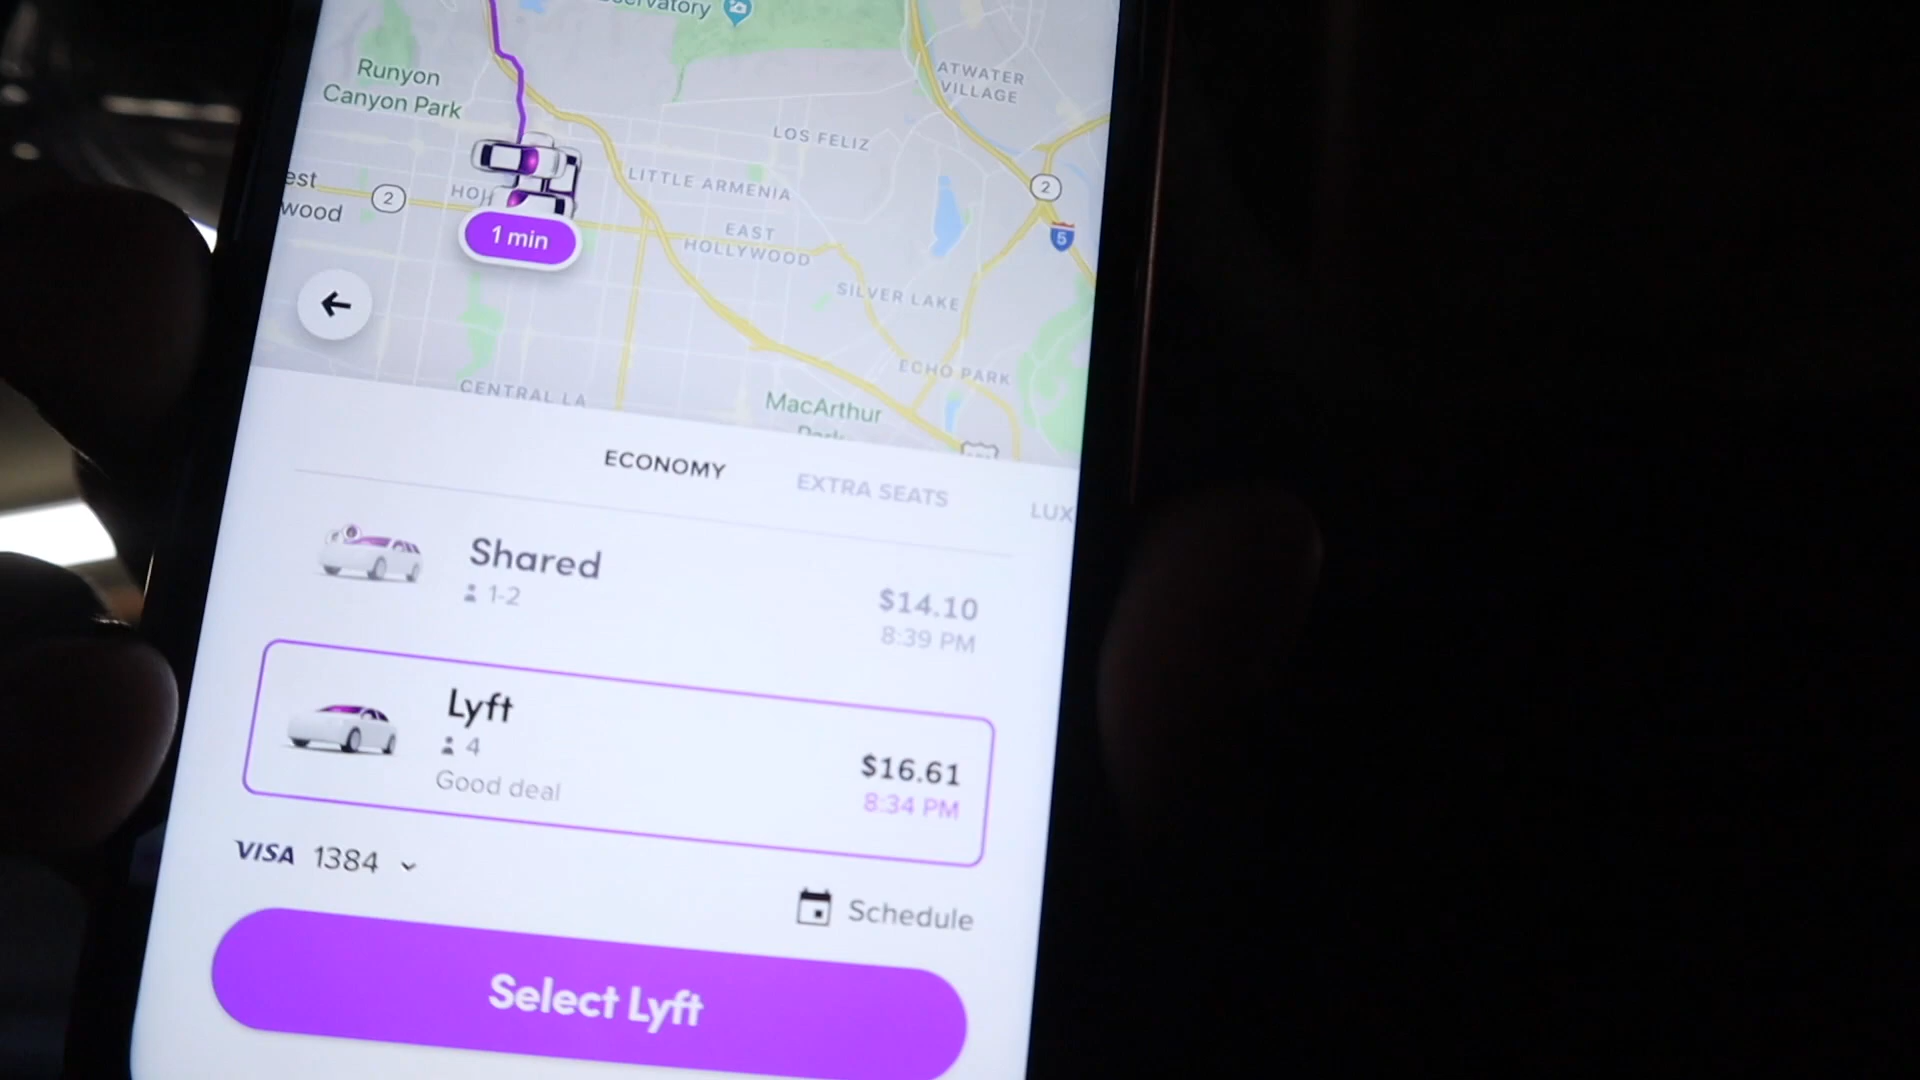 Runyon
Canyon Park
ATWATER
VILLAGE
LOS FELIZ
2
2
LITTLE ARMENIA
EAST
HOLLYWOOD
5
1 min
SILVER LAKE
ECHO PARK
CENTRAL LA
MacArthur
ECONOMY
EXTRA SEATS
LUX
Shared
1-2
$14.10
8:39 PM
Lyft
4
Good deal
$16.61
8:34 PM
VISA 1384
Schedule
Select Lyft